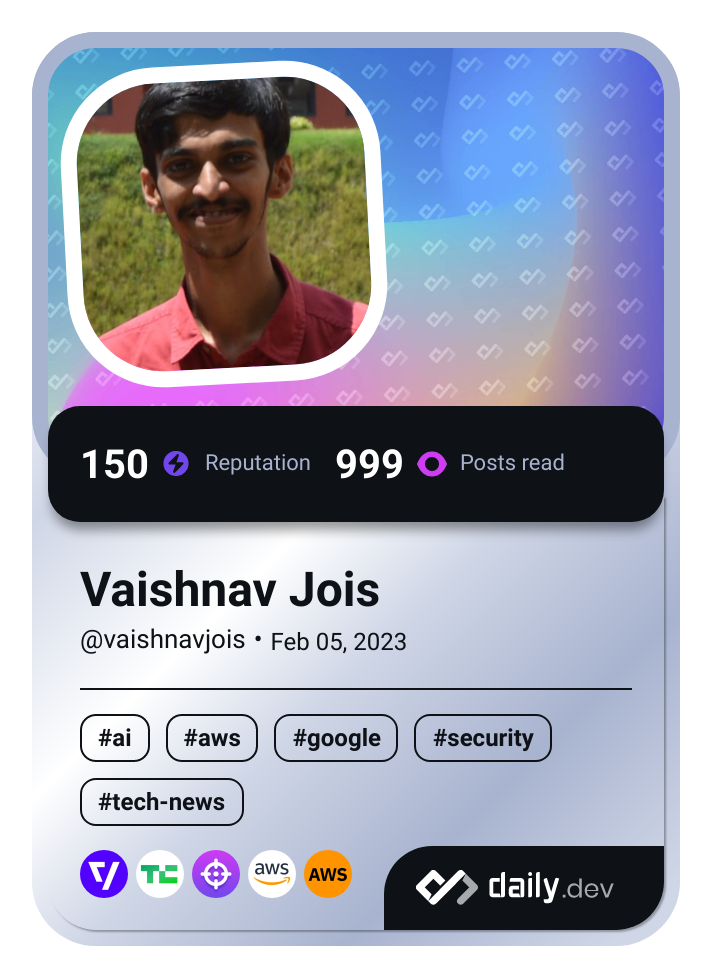 150 Reputation 999 Posts read
Vaishnav Jois
@vaishnavjois • Feb 05, 2023
#ai #aws #google #security
#tech-news
TC aws AWS
daily.dev